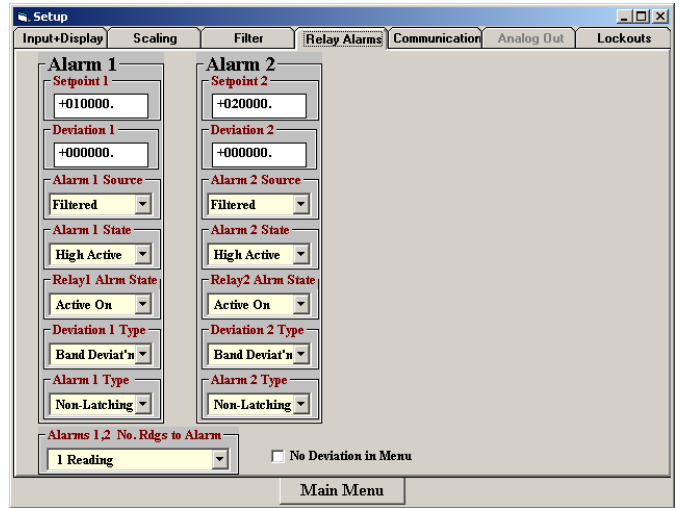 Setup
Input+Display Scaling Filter Relay Alarms Communication Analog Out Lockouts
Alarm 1 Alarm 2
Setpoint 1 Setpoint 2
+010000. +020000.
Deviation 1 Deviation 2
+000000. +000000.
Alarm 1 Source Alarm 2 Source
Filtered Filtered
Alarm 1 State Alarm 2 State
High Active High Active
Relay1 Alrm State Relay2 Alrm State
Active On Active On
Deviation 1 Type Deviation 2 Type
Band Deviat'n Band Deviat'n
Alarm 1 Type Alarm 2 Type
Non-Latching Non-Latching
Alarms 1,2 No. Rdgs to Alarm
1 Reading No Deviation in Menu
Main Menu